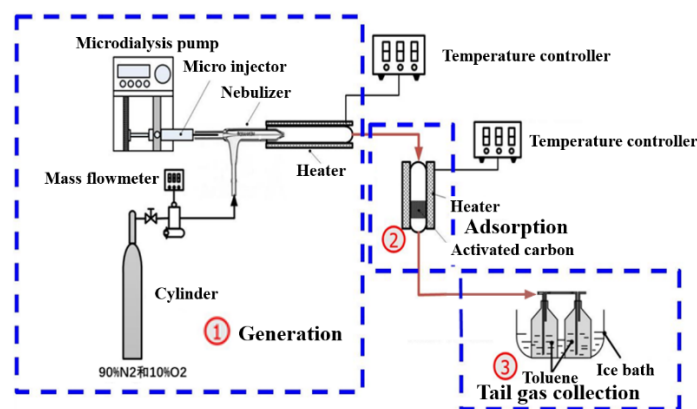 Microdialysis pump
Micro injector
Nebulizer
Heater
Temperature controller
Mass flowmeter
Cylinder
90%N2和10%O2
① Generation
Temperature controller
Heater
② Adsorption
Activated carbon
Ice bath
Toluene
③
Tail gas collection